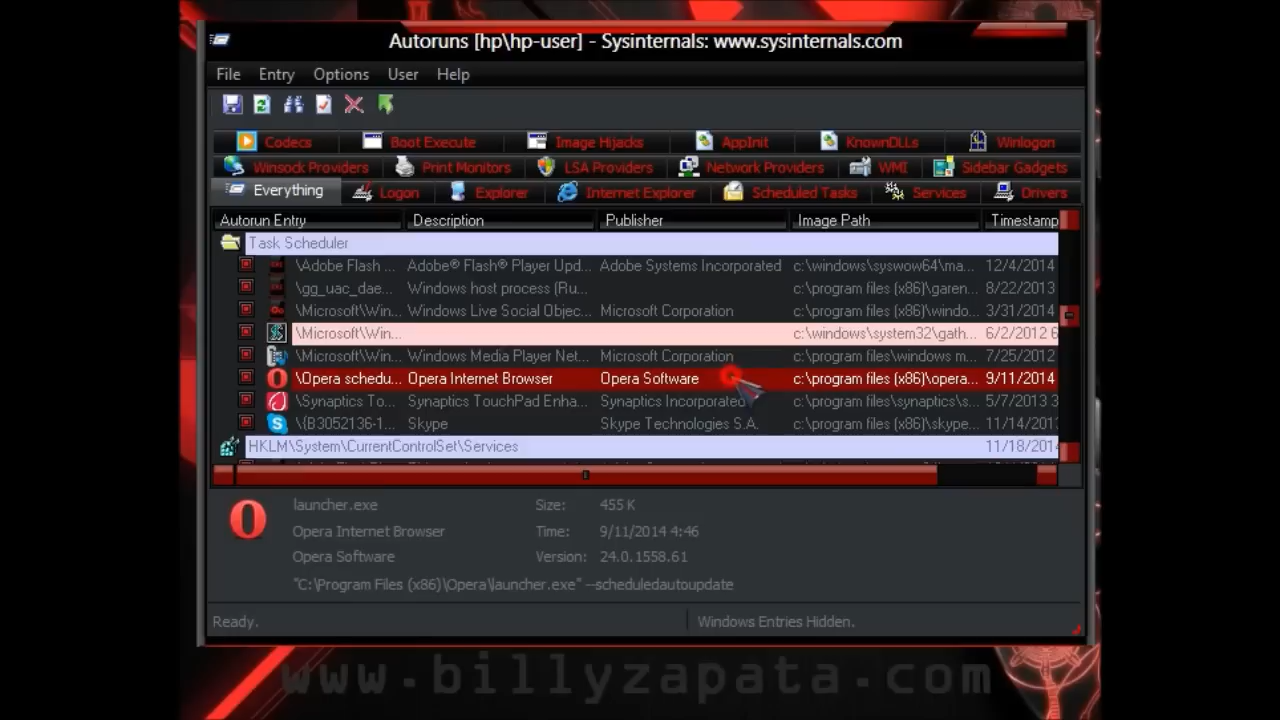 Autoruns [hp\hp-user] - Sysinternals: www.sysinternals.com
File Entry Options User Help
Codecs Boot Execute Image Hijacks AppInit KnownDLLs Winlogon
Winsock Providers Print Monitors LSA Providers Network Providers WMI Sidebar Gadgets
Everything Logon Explorer Internet Explorer Scheduled Tasks Services Drivers
Autorun Entry Description Publisher Image Path Timestamp
Task Scheduler
\Adobe Flash ... Adobe® Flash® Player Upd... Adobe Systems Incorporated c:\windows\syswow64\ma... 12/4/2014
\gg_uac_dae... Windows host process (Ru... c:\program files (x86)\garen... 8/22/2013
\Microsoft\Win... Windows Live Social Objec... Microsoft Corporation c:\program files (x86)\windo... 3/31/2014
\Microsoft\Win... c:\windows\system32\gath... 6/2/2012 6
\Microsoft\Win... Windows Media Player Net... Microsoft Corporation c:\program files\windows m... 7/25/2012
\Opera schedu... Opera Internet Browser Opera Software c:\program files (x86)\opera... 9/11/2014
\Synaptics To... Synaptics TouchPad Enha... Synaptics Incorporated c:\program files\synaptics\s... 5/7/2013 3
\{B3052136-1... Skype Skype Technologies S.A. c:\program files (x86)\skype... 11/14/201
HKLM\System\CurrentControlSet\Services 11/18/2014
launcher.exe Size: 455 K
Opera Internet Browser Time: 9/11/2014 4:46
Opera Software Version: 24.0.1558.61
"C:\Program Files (x86)\Opera\launcher.exe" --scheduledautoupdate
Ready. Windows Entries Hidden.
www.billyzapata.com